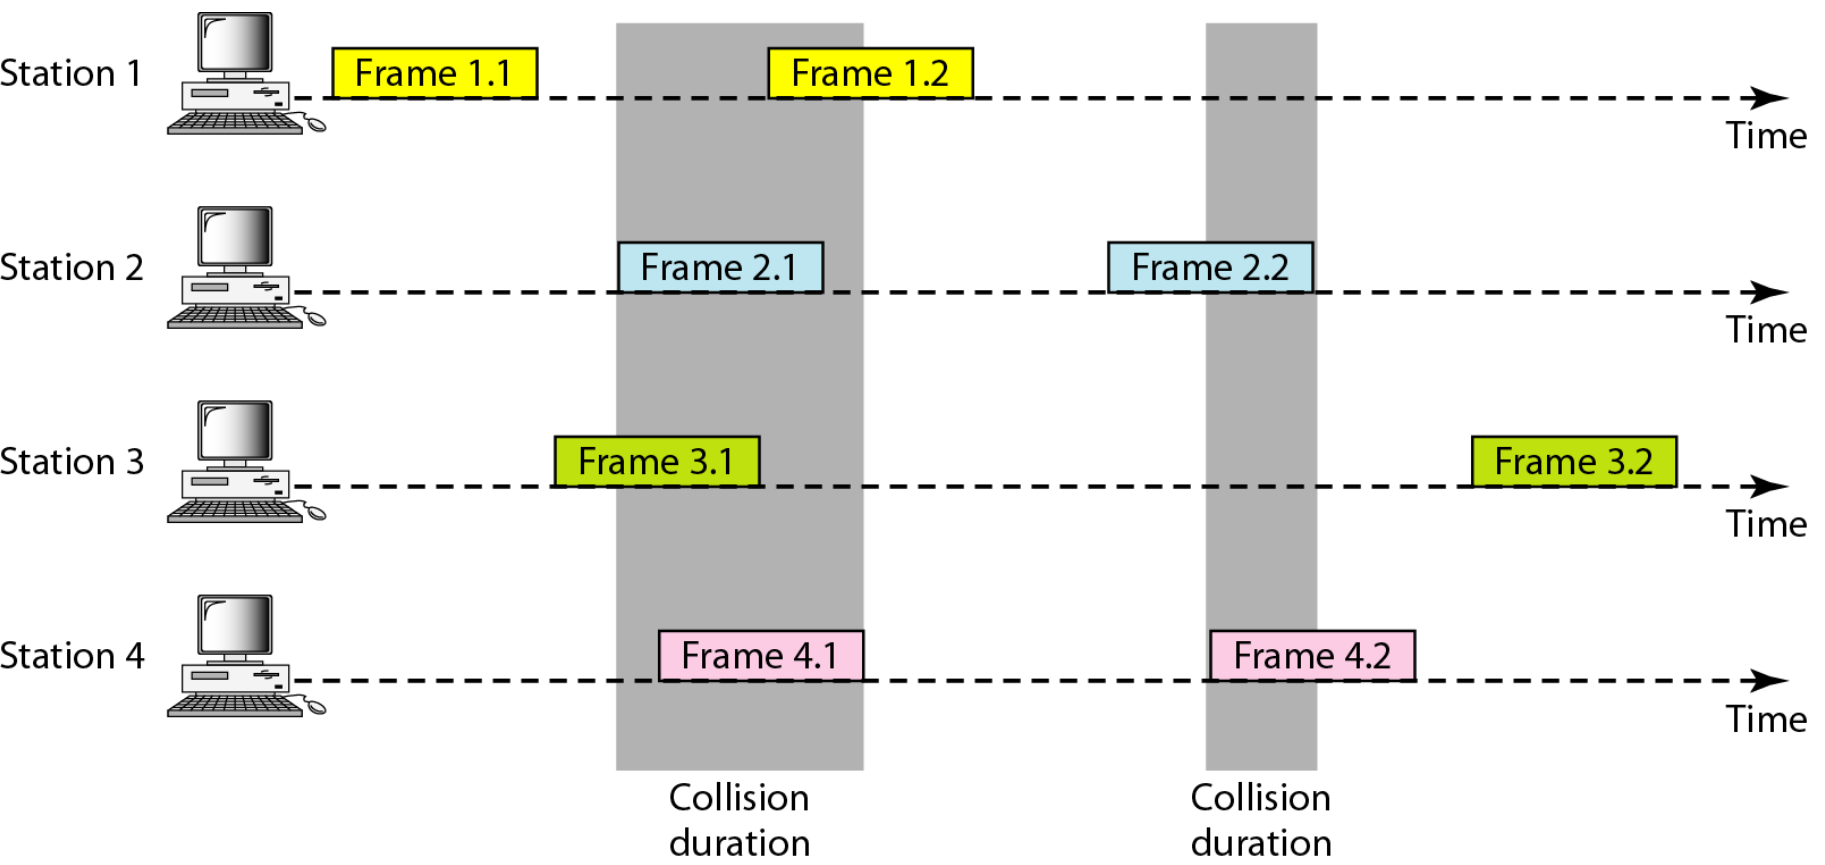 Station 1
Frame 1.1
Frame 1.2
Time
Station 2
Frame 2.1
Frame 2.2
Time
Station 3
Frame 3.1
Frame 3.2
Time
Station 4
Frame 4.1
Frame 4.2
Time
Collision
duration
Collision
duration